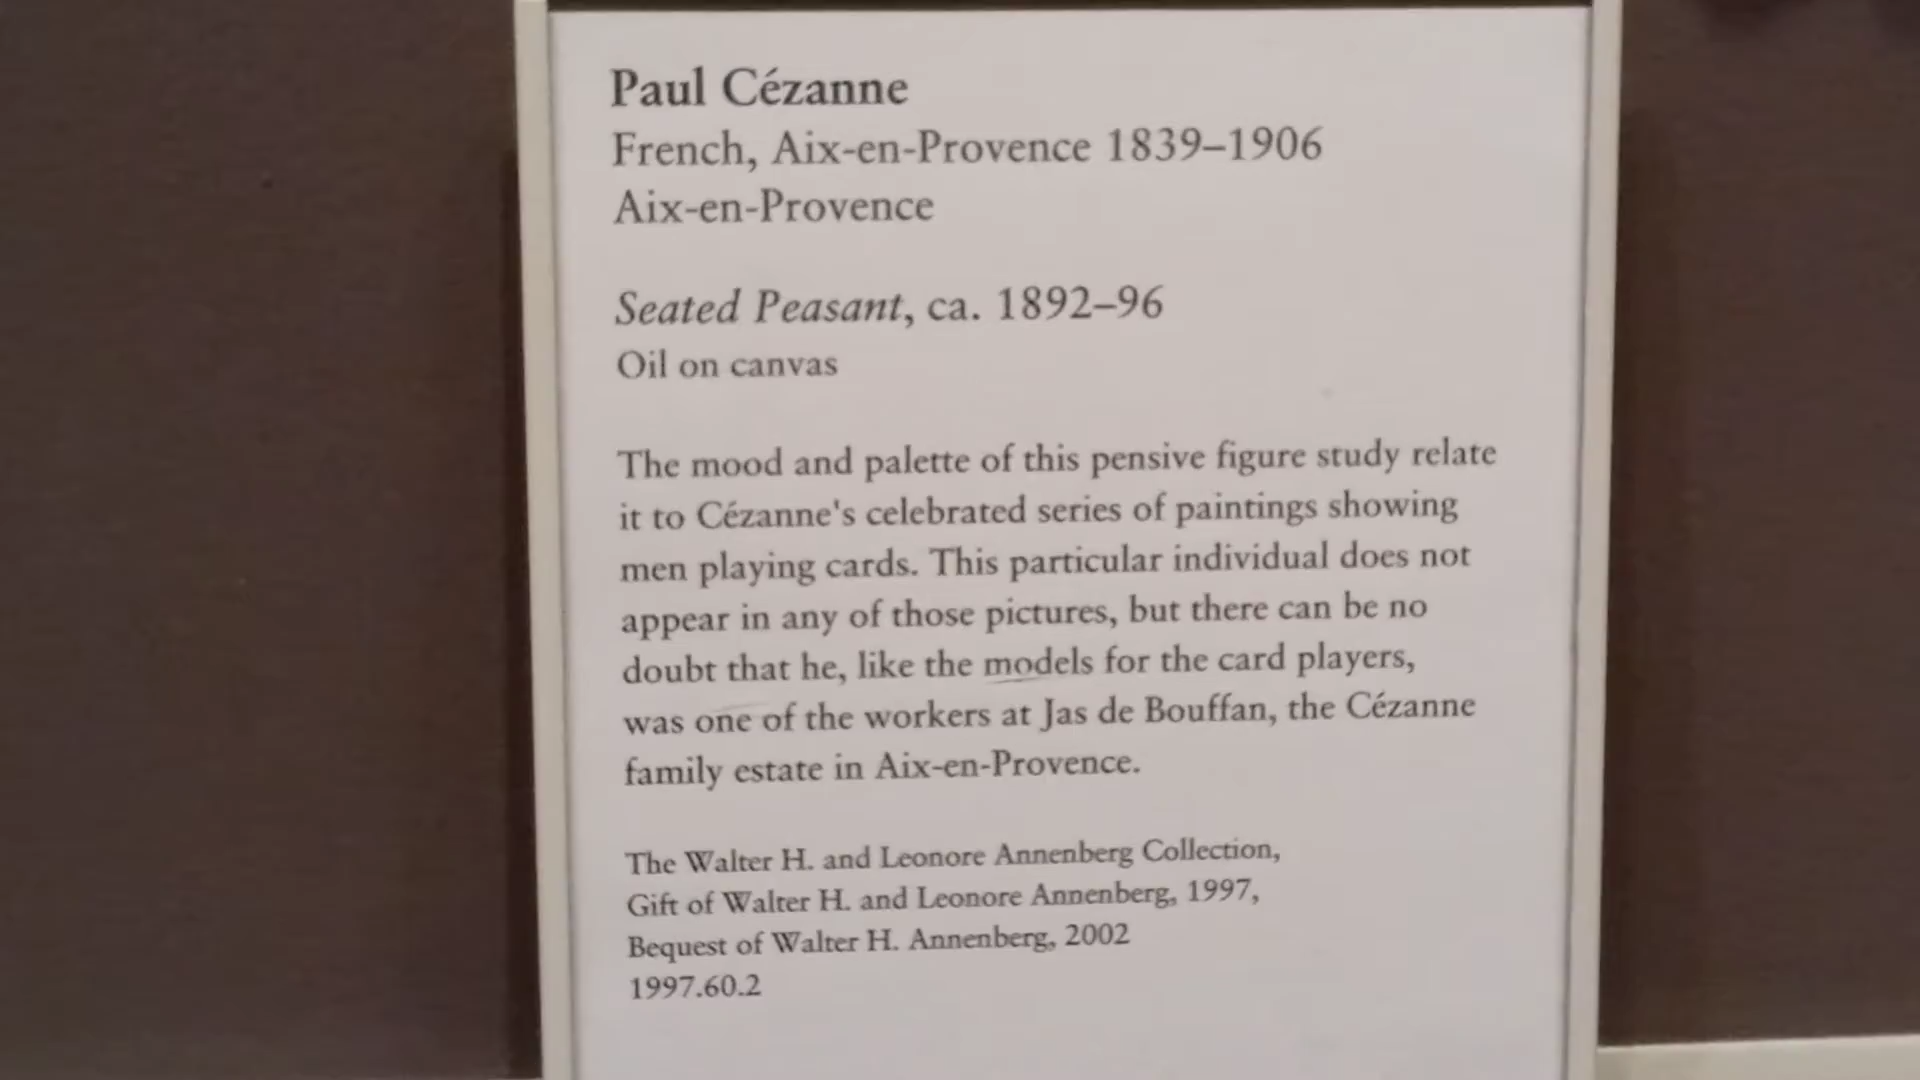 Paul Cézanne
French, Aix-en-Provence 1839–1906
Aix-en-Provence
Seated Peasant, ca. 1892–96
Oil on canvas
The mood and palette of this pensive figure study relate
it to Cézanne's celebrated series of paintings showing
men playing cards. This particular individual does not
appear in any of those pictures, but there can be no
doubt that he, like the models for the card players,
was one of the workers at Jas de Bouffan, the Cézanne
family estate in Aix-en-Provence.
The Walter H. and Leonore Annenberg Collection,
Gift of Walter H. and Leonore Annenberg, 1997,
Bequest of Walter H. Annenberg, 2002
1997.60.2